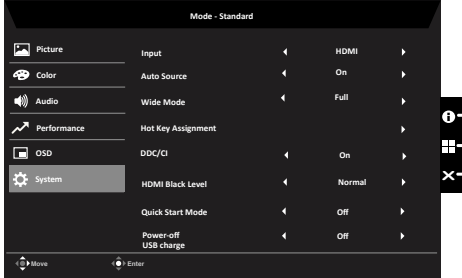 Mode - Standard
Picture
Color
Audio
Performance
OSD
System
Input HDMI
Auto Source On
Wide Mode Full
Hot Key Assignment
DDC/CI On
HDMI Black Level Normal
Quick Start Mode Off
Power-off Off
USB charge
Move Enter